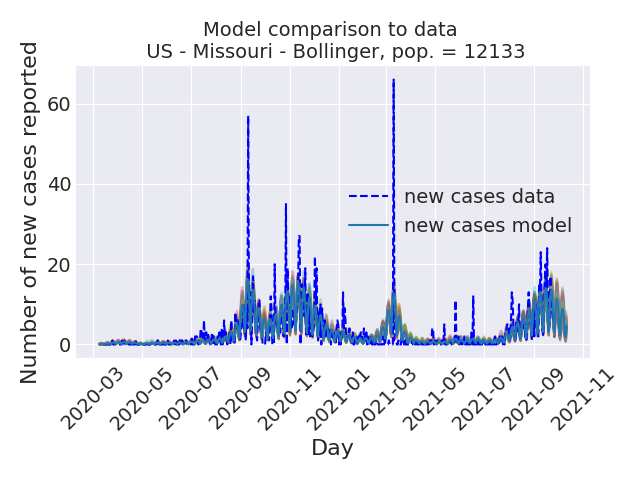 Model comparison to data
US - Missouri - Bollinger, pop. = 12133
Number of new cases reported
60
40
20
0
new cases data
new cases model
2020-03
2020-05
2020-07
2020-09
2020-11
2021-01
2021-03
2021-05
2021-07
2021-09
2021-11
Day